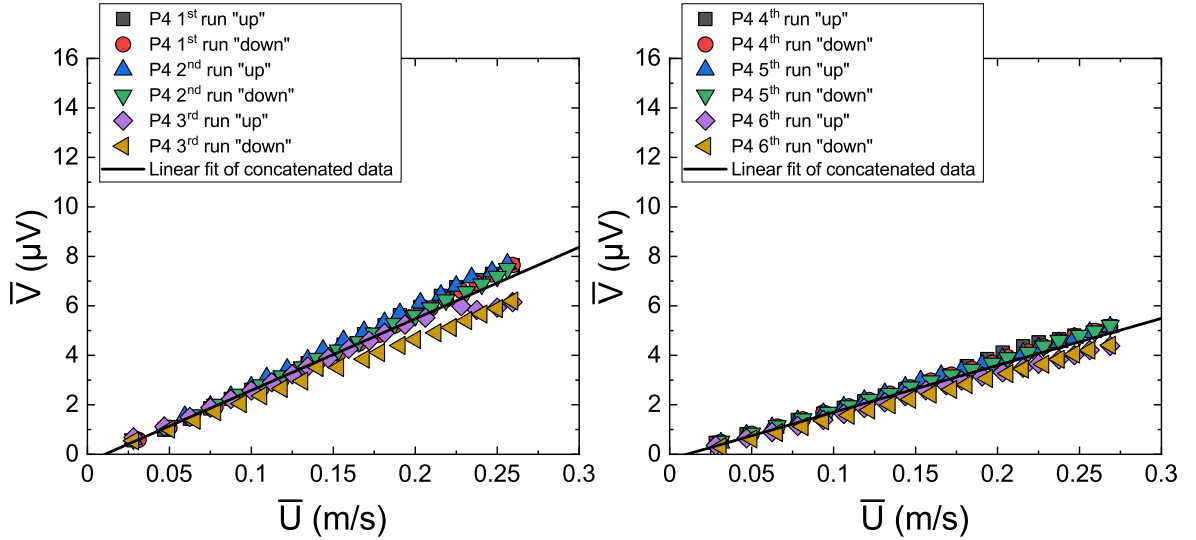 P4 1st run "up"
P4 1st run "down"
P4 2nd run "up"
P4 2nd run "down"
P4 3rd run "up"
P4 3rd run "down"
Linear fit of concatenated data
16
14
12
10
8
6
4
2
0
V̅ (µV)
0
0.05
0.1
0.15
0.2
0.25
0.3
U̅ (m/s)
P4 4th run "up"
P4 4th run "down"
P4 5th run "up"
P4 5th run "down"
P4 6th run "up"
P4 6th run "down"
Linear fit of concatenated data
16
14
12
10
8
6
4
2
0
V̅ (µV)
0
0.05
0.1
0.15
0.2
0.25
0.3
U̅ (m/s)